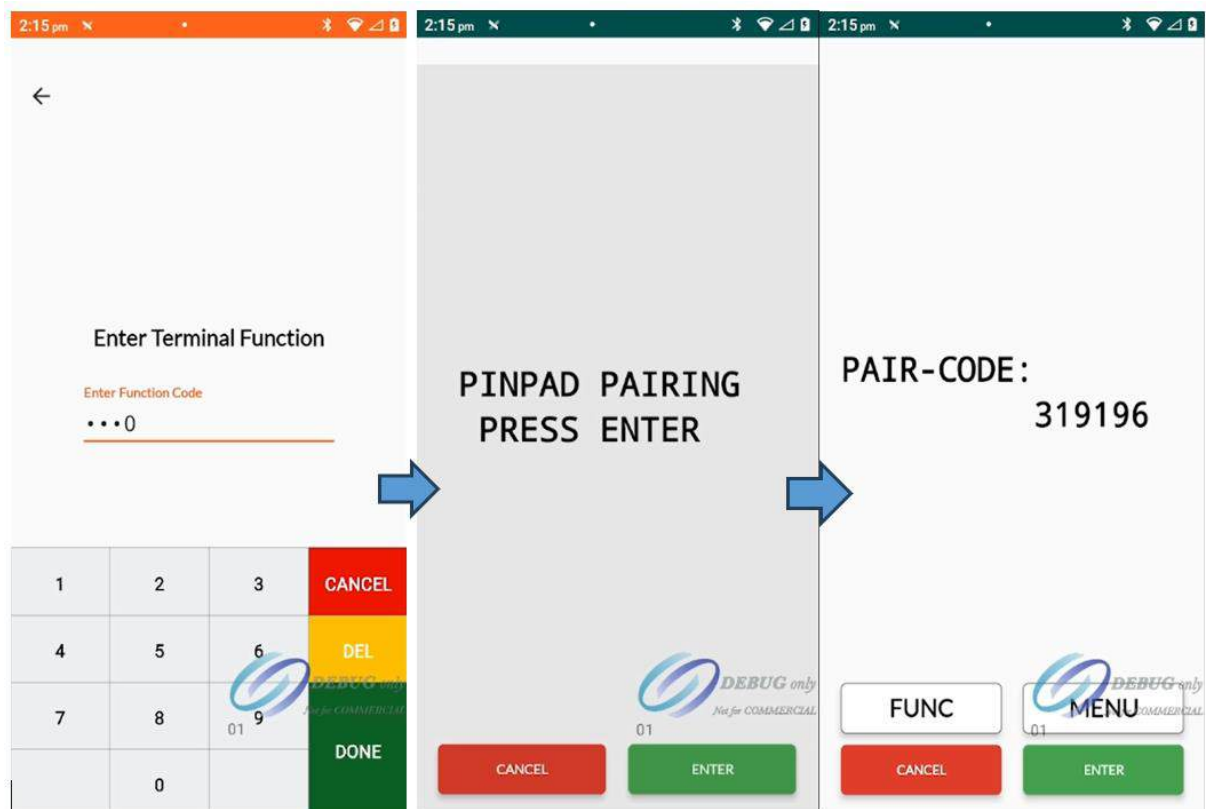 2:15 pm
Enter Terminal Function
Enter Function Code
•••0
1 2 3 CANCEL
4 5 6 DEL
DEBUG only
Not for COMMERCIAL
7 8 9
01
DONE
0
2:15 pm
PINPAD PAIRING
PRESS ENTER
DEBUG only
Not for COMMERCIAL
01
CANCEL ENTER
2:15 pm
PAIR-CODE:
319196
DEBUG only
Not for COMMERCIAL
FUNC MENU
01
CANCEL ENTER